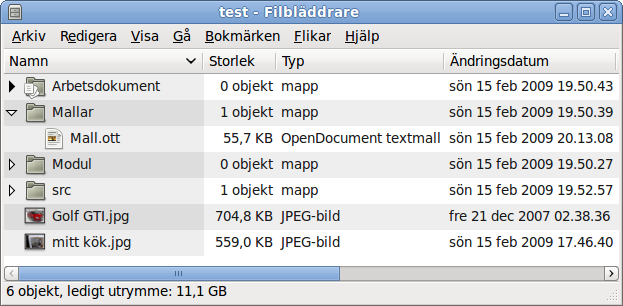 test - Filbläddrare
Arkiv Redigera Visa Gå Bokmärken Flikar Hjälp
Namn Storlek Typ Ändringsdatum
Arbetsdokument 0 objekt mapp sön 15 feb 2009 19.50.43
Mallar 1 objekt mapp sön 15 feb 2009 19.50.39
Mall.ott 55,7 KB OpenDocument textmall sön 15 feb 2009 20.13.08
Modul 0 objekt mapp sön 15 feb 2009 19.50.27
src 1 objekt mapp sön 15 feb 2009 19.52.57
Golf GTI.jpg 704,8 KB JPEG-bild fre 21 dec 2007 02.38.36
mitt kök.jpg 559,0 KB JPEG-bild sön 15 feb 2009 17.46.40
6 objekt, ledigt utrymme: 11,1 GB